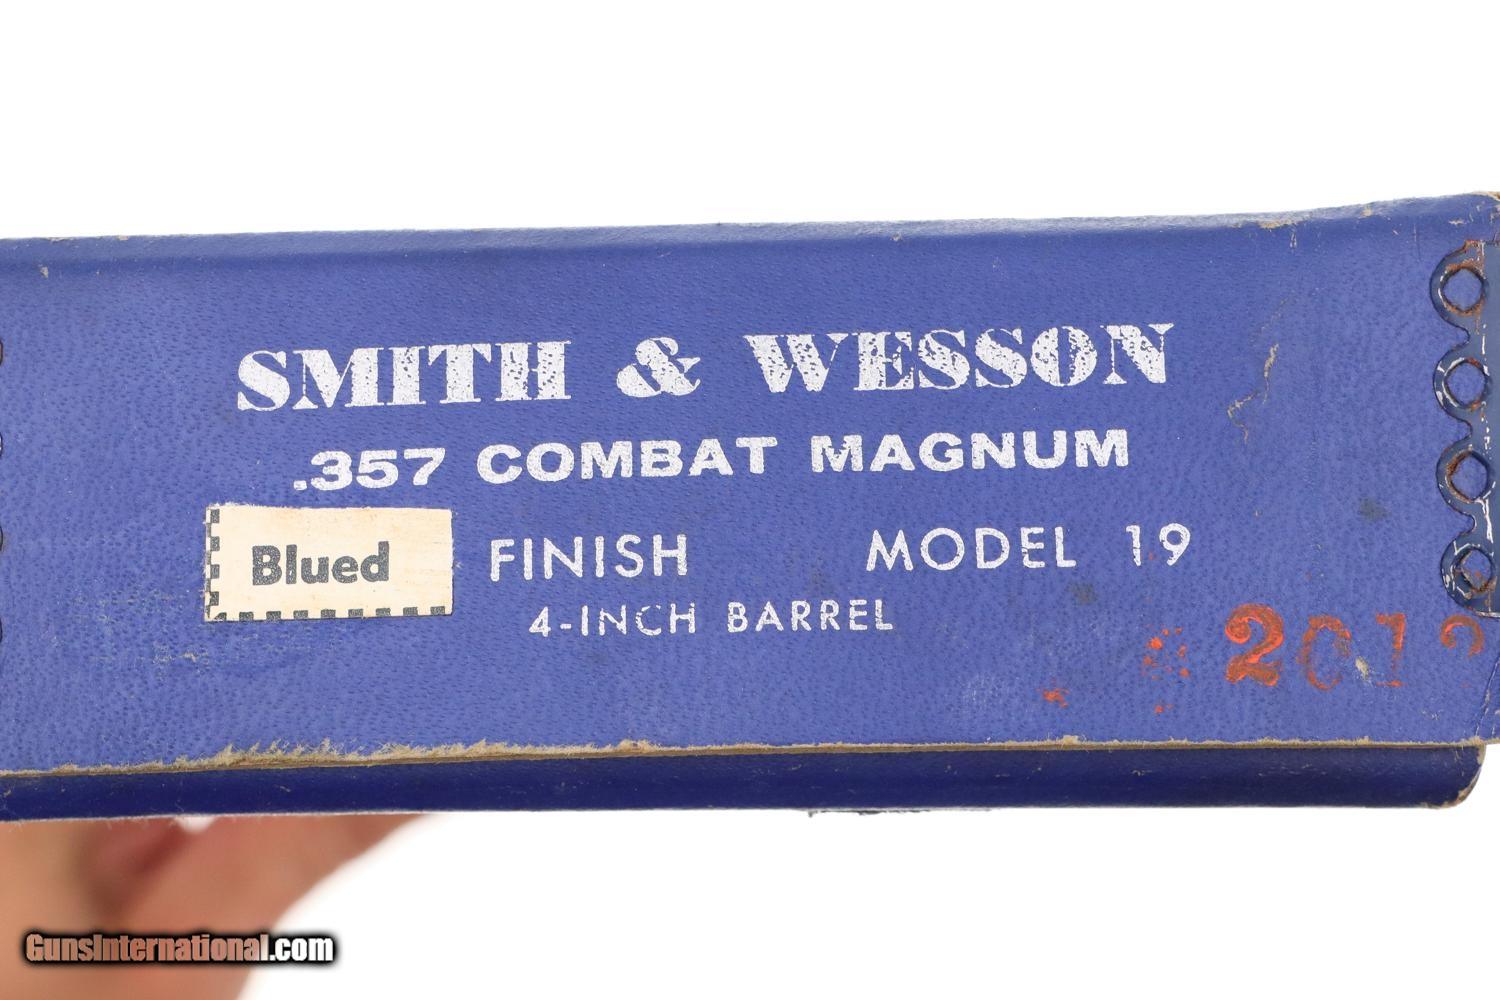 SMITH & WESSON
.357 COMBAT MAGNUM
Blued FINISH MODEL 19
4-INCH BARREL
GunsInternational.com